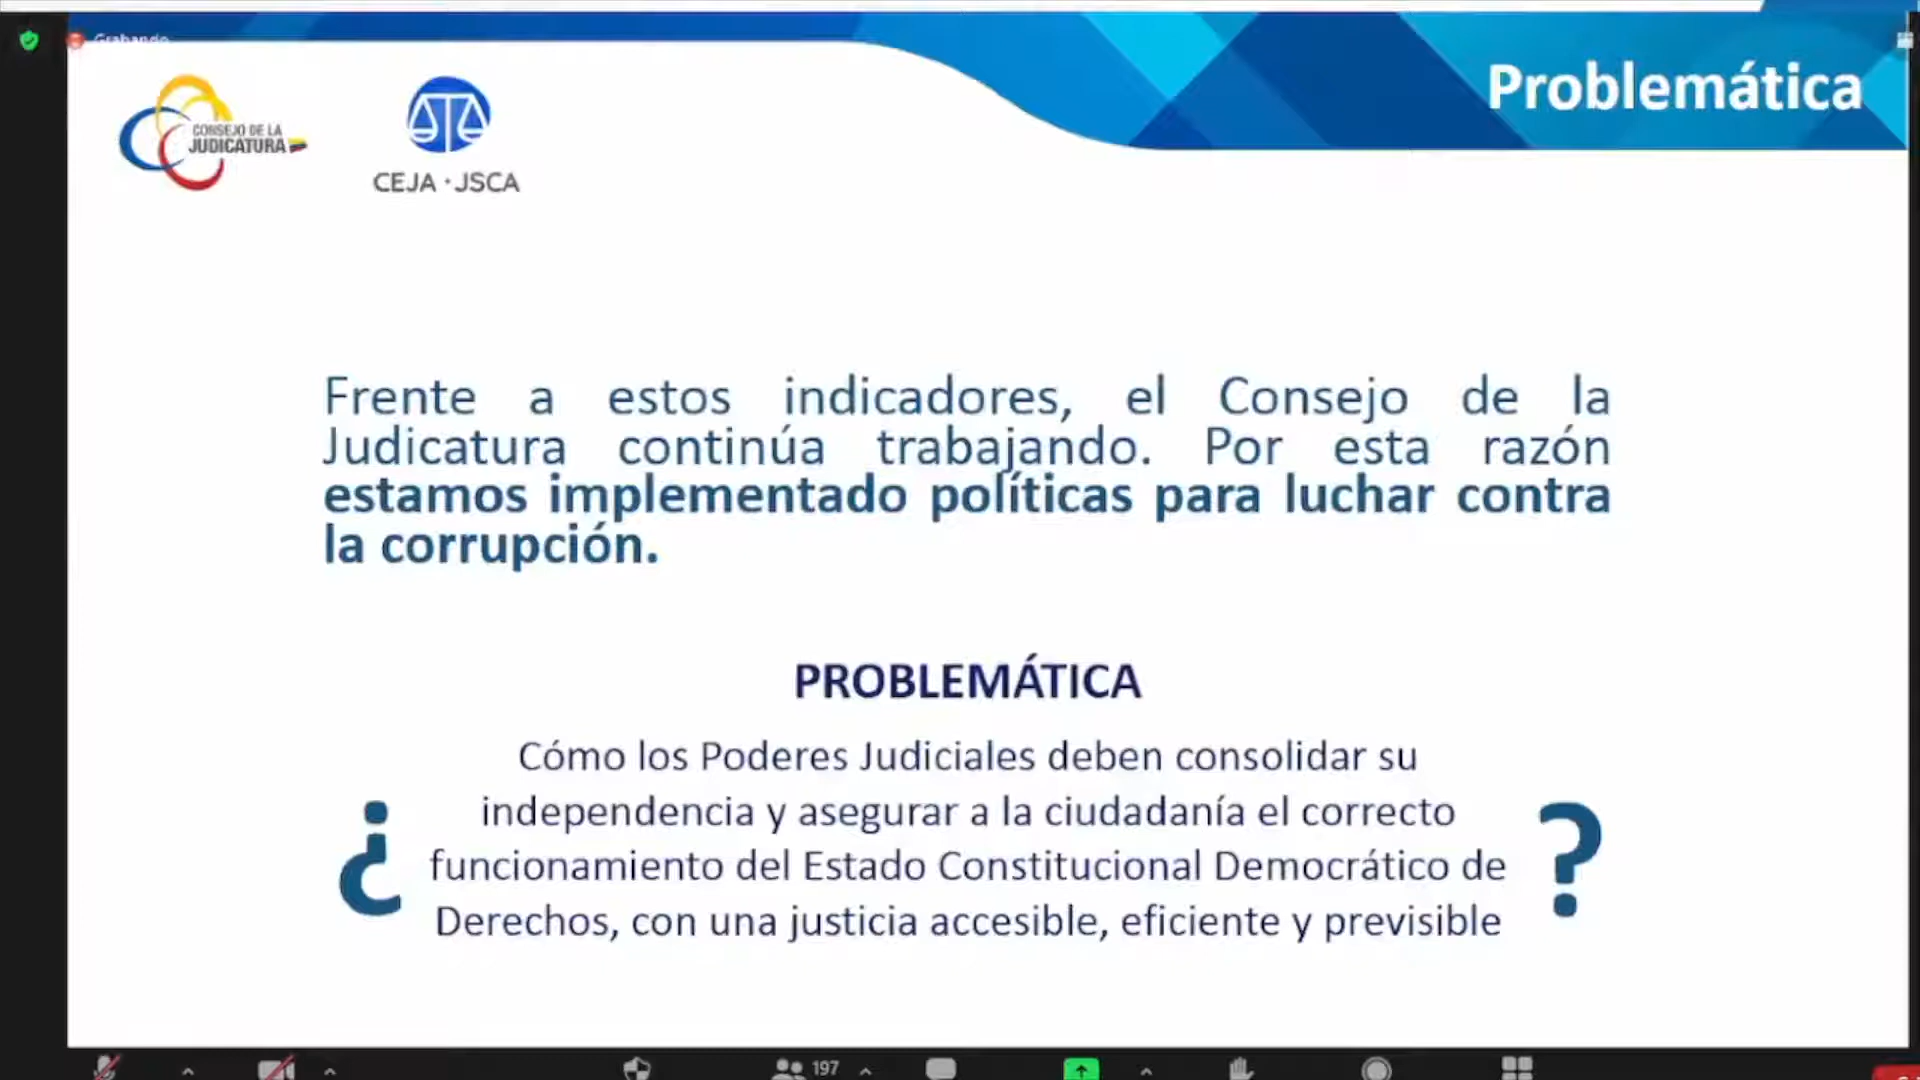 Grabando
Problemática
CONSEJO DE LA
JUDICATURA
CEJA · JSCA
Frente a estos indicadores, el Consejo de la
Judicatura continúa trabajando. Por esta razón
estamos implementado políticas para luchar contra
la corrupción.
PROBLEMÁTICA
Cómo los Poderes Judiciales deben consolidar su
independencia y asegurar a la ciudadanía el correcto
¿ funcionamiento del Estado Constitucional Democrático de ?
Derechos, con una justicia accesible, eficiente y previsible
197